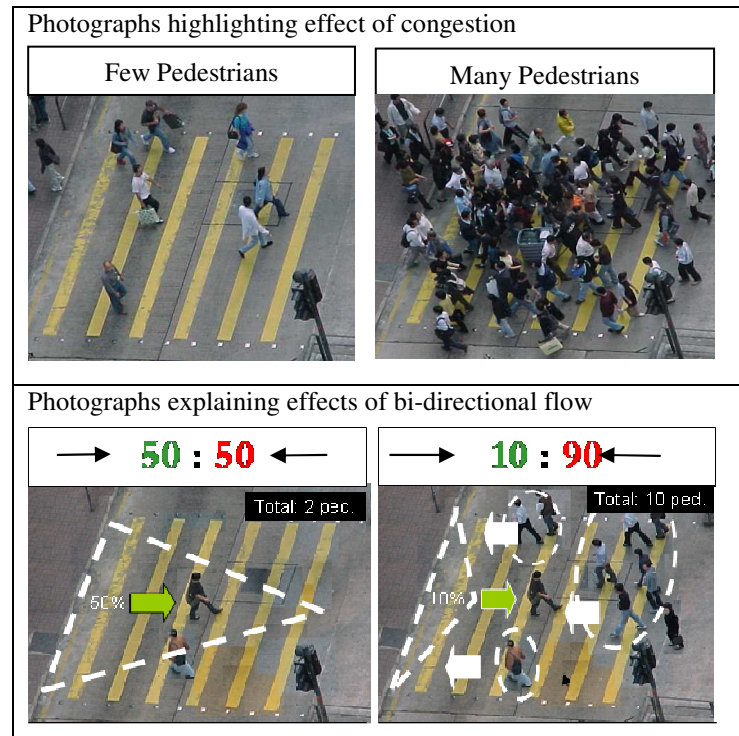 Photographs highlighting effect of congestion
Few Pedestrians
Many Pedestrians
Photographs explaining effects of bi-directional flow
50 : 50
10 : 90
Total: 2 ped.
Total: 10 ped.
50%
10%